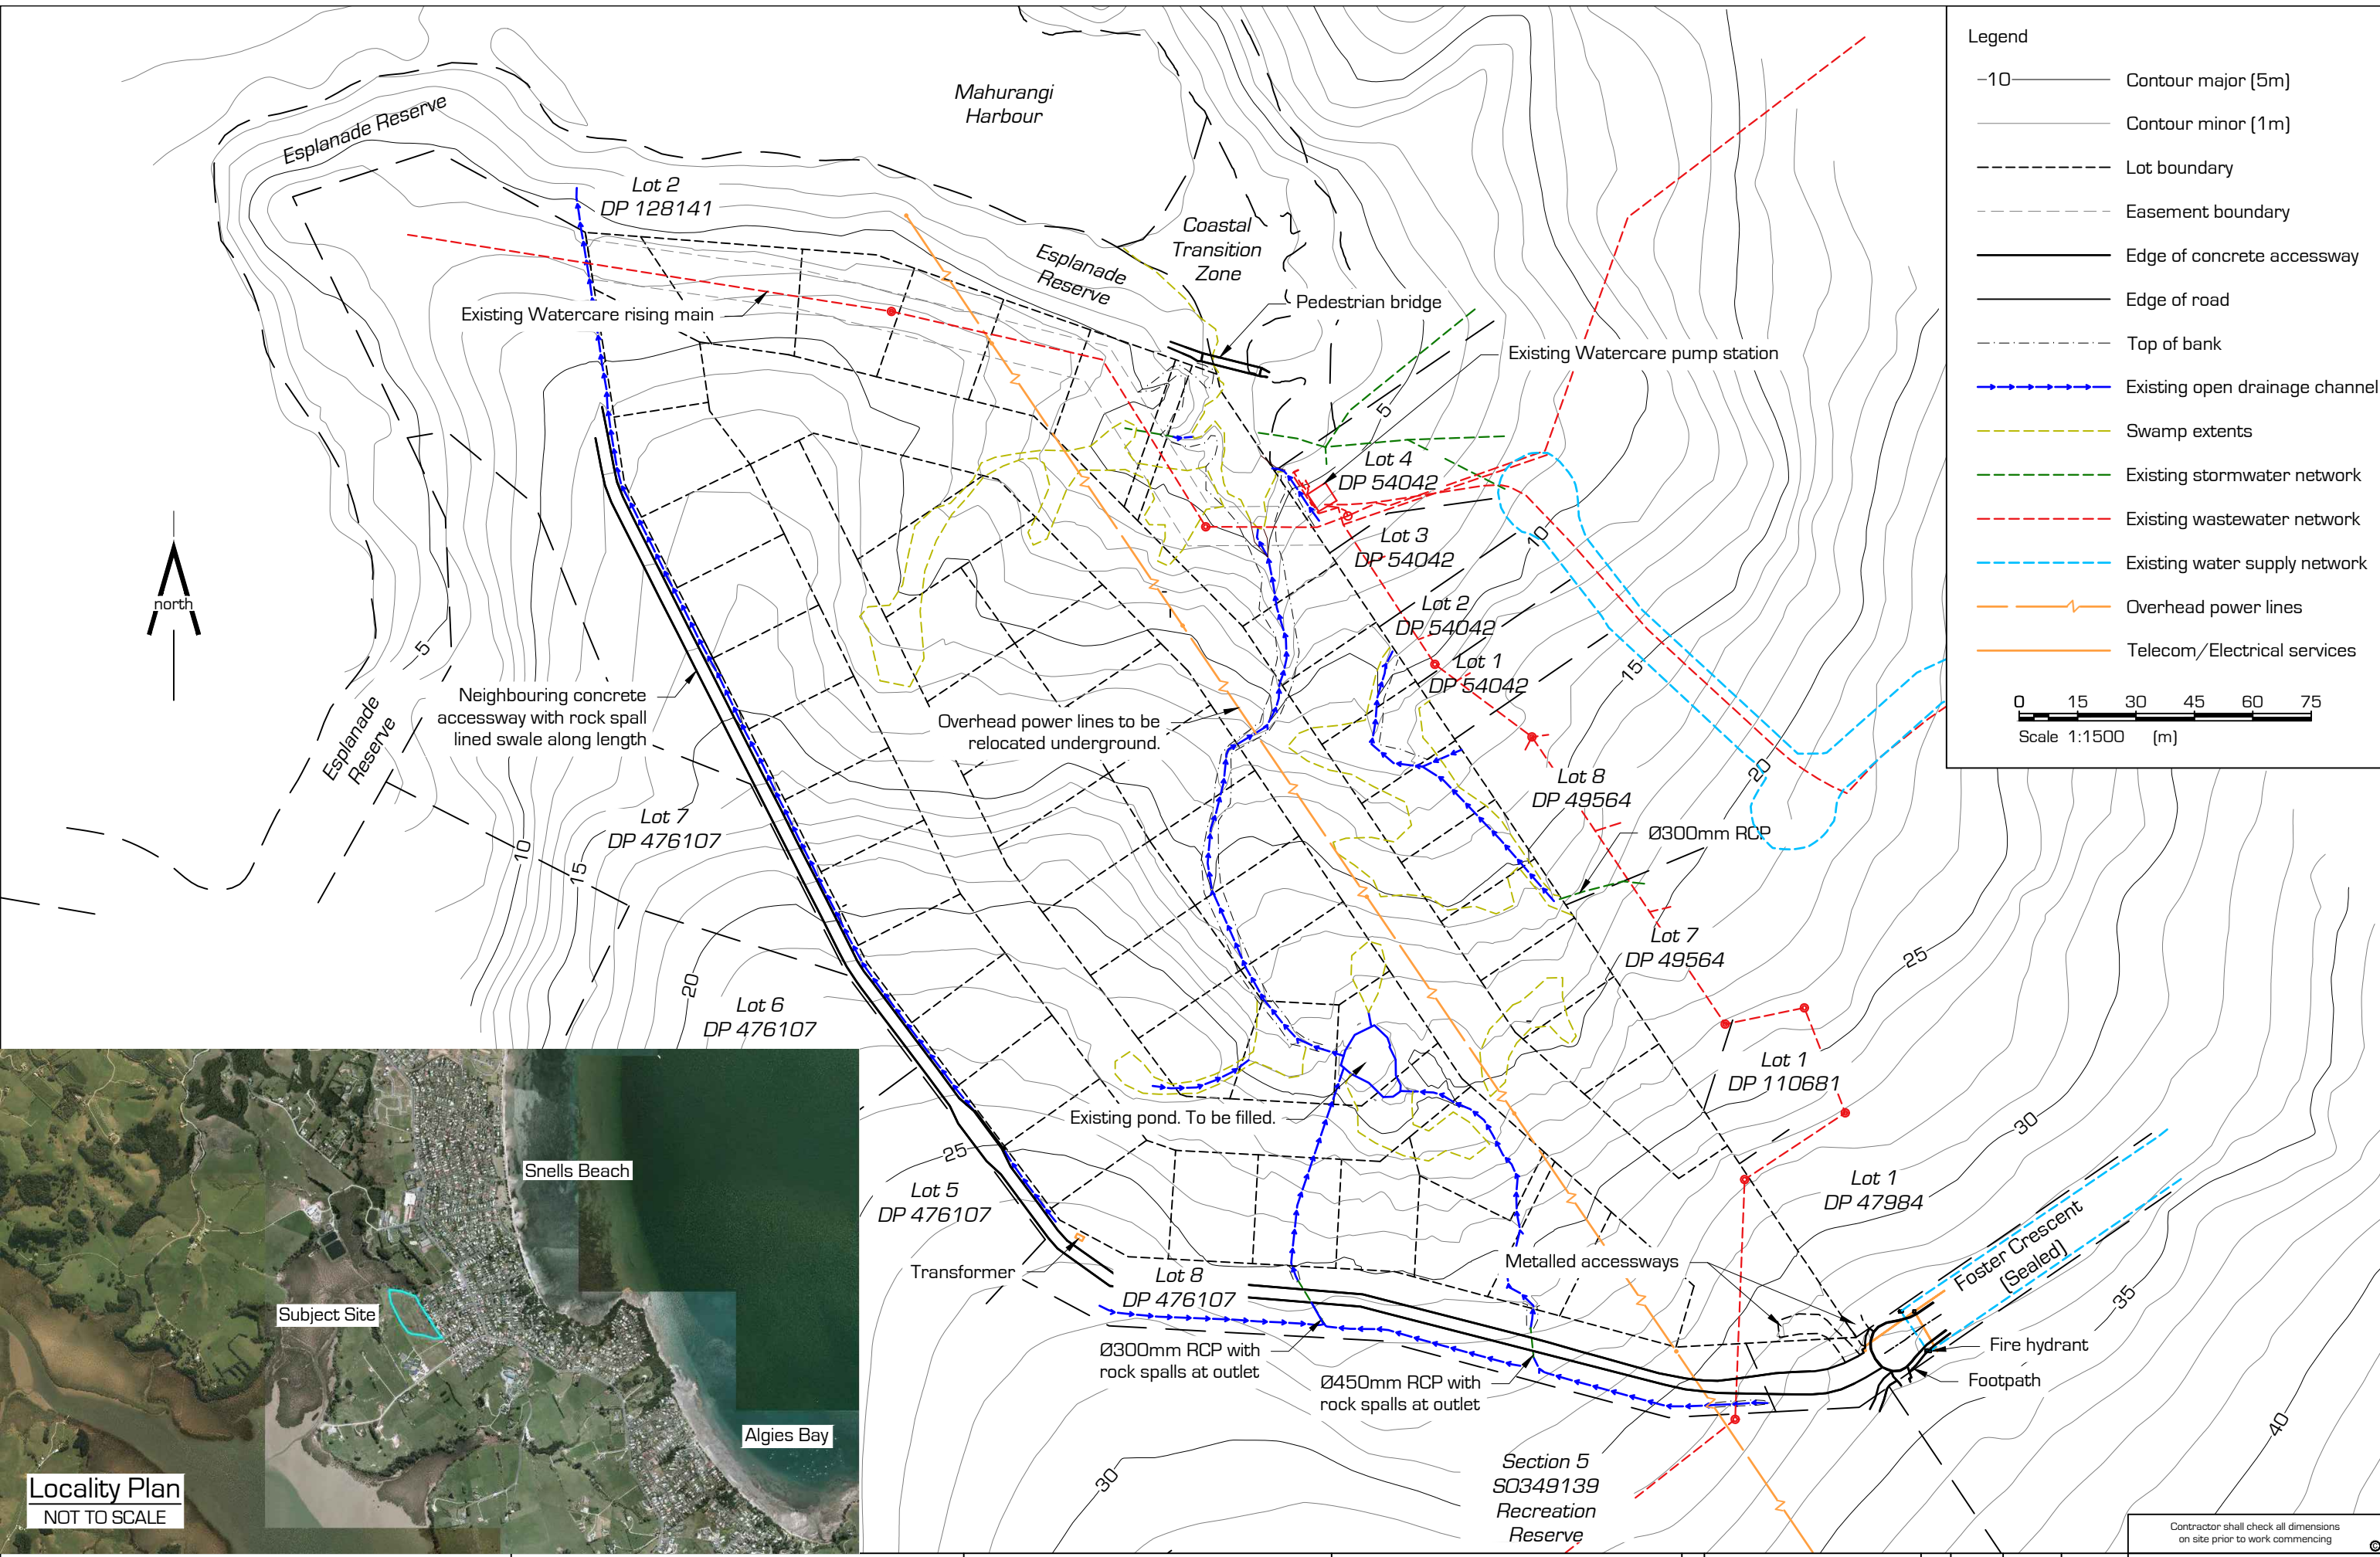 Mahurangi
Harbour
Esplanade Reserve
Lot 2
DP 128141
Coastal
Transition
Zone
Esplanade
Reserve
Existing Watercare rising main
Pedestrian bridge
Existing Watercare pump station
5
Lot 4
DP 54042
10
Lot 3
DP 54042
north
Lot 2
DP 54042
5
Lot 1
DP 54042
15
Neighbouring concrete
accessway with rock spall
lined swale along length
Overhead power lines to be
relocated underground.
Esplanade
Reserve
20
Lot 8
DP 49564
Lot 7
DP 476107
Ø300mm RCP
10
15
Lot 7
DP 49564
25
20
Lot 6
DP 476107
Lot 1
DP 110681
Existing pond. To be filled.
30
25
Lot 5
DP 476107
Lot 1
DP 47984
Foster Crescent
(Sealed)
Metalled accessways
Transformer
Lot 8
DP 476107
35
Fire hydrant
Ø300mm RCP with
rock spalls at outlet
Footpath
Ø450mm RCP with
rock spalls at outlet
40
30
Section 5
SO349139
Recreation
Reserve
Legend
10
Contour major (5m)
Contour minor (1m)
Lot boundary
Easement boundary
Edge of concrete accessway
Edge of road
Top of bank
Existing open drainage channel
Swamp extents
Existing stormwater network
Existing wastewater network
Existing water supply network
Overhead power lines
Telecom/Electrical services
0 15 30 45 60 75
Scale 1:1500 (m)
Snells Beach
Subject Site
Algies Bay
Locality Plan
NOT TO SCALE
Contractor shall check all dimensions
on site prior to work commencing
©